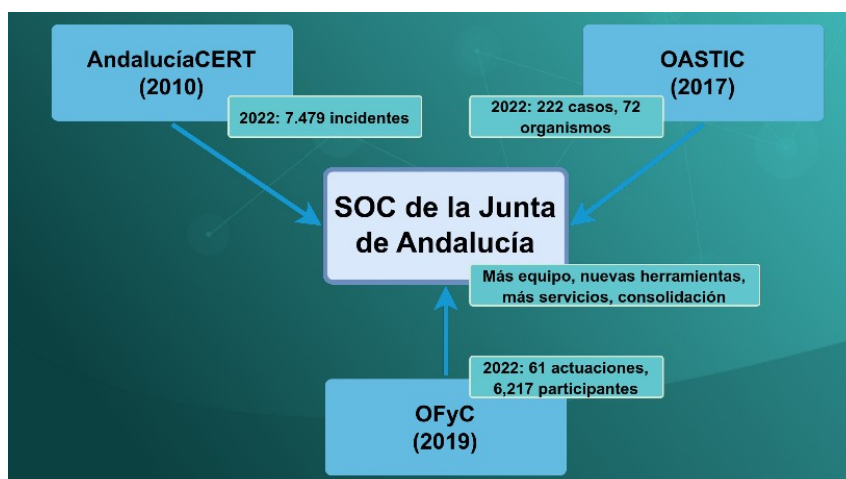 AndalucíaCERT
(2010)
2022: 7.479 incidentes
OASTIC
(2017)
2022: 222 casos, 72
organismos
SOC de la Junta
de Andalucía
Más equipo, nuevas herramientas,
más servicios, consolidación
2022: 61 actuaciones,
6,217 participantes
OFyC
(2019)